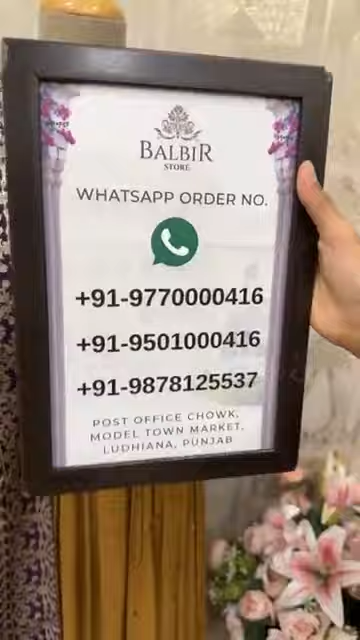 BALBIR
STORE
WHATSAPP ORDER NO.
+91-9770000416
+91-9501000416
+91-9878125537
POST OFFICE CHOWK,
MODEL TOWN MARKET,
LUDHIANA, PUNJAB